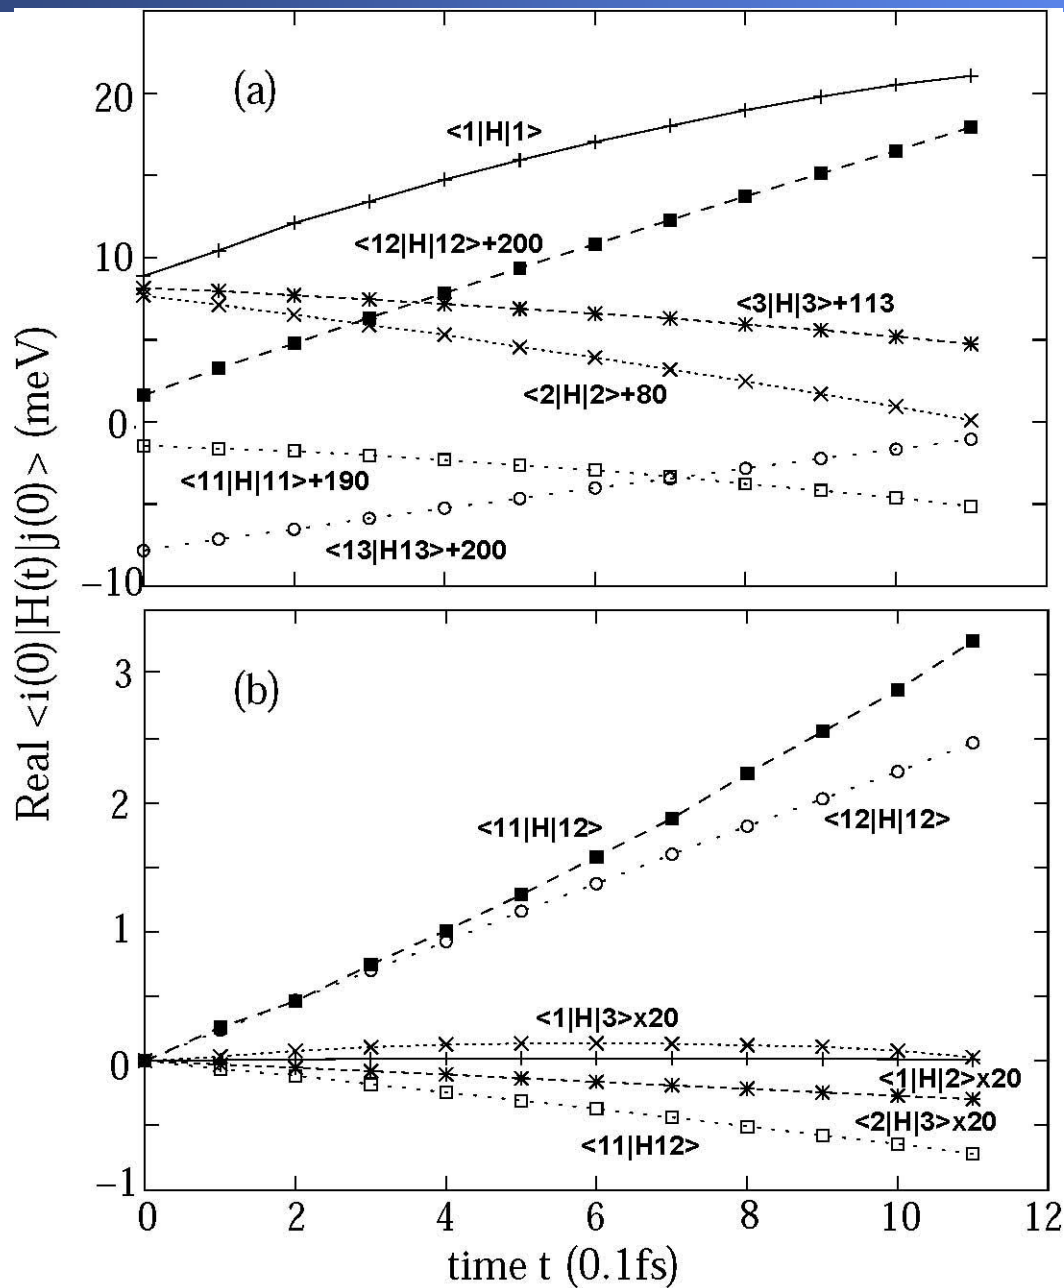 Real <i(0)|H(t)|j(0)> (meV)
(a)
20
10
0
−10
<1|H|1>
<12|H|12>+200
<3|H|3>+113
<2|H|2>+80
<11|H|11>+190
<13|H13>+200
(b)
3
2
1
0
−1
<11|H|12>
<12|H|12>
<1|H|3>x20
<1|H|2>x20
<2|H|3>x20
<11|H12>
0 2 4 6 8 10 12
time t (0.1fs)